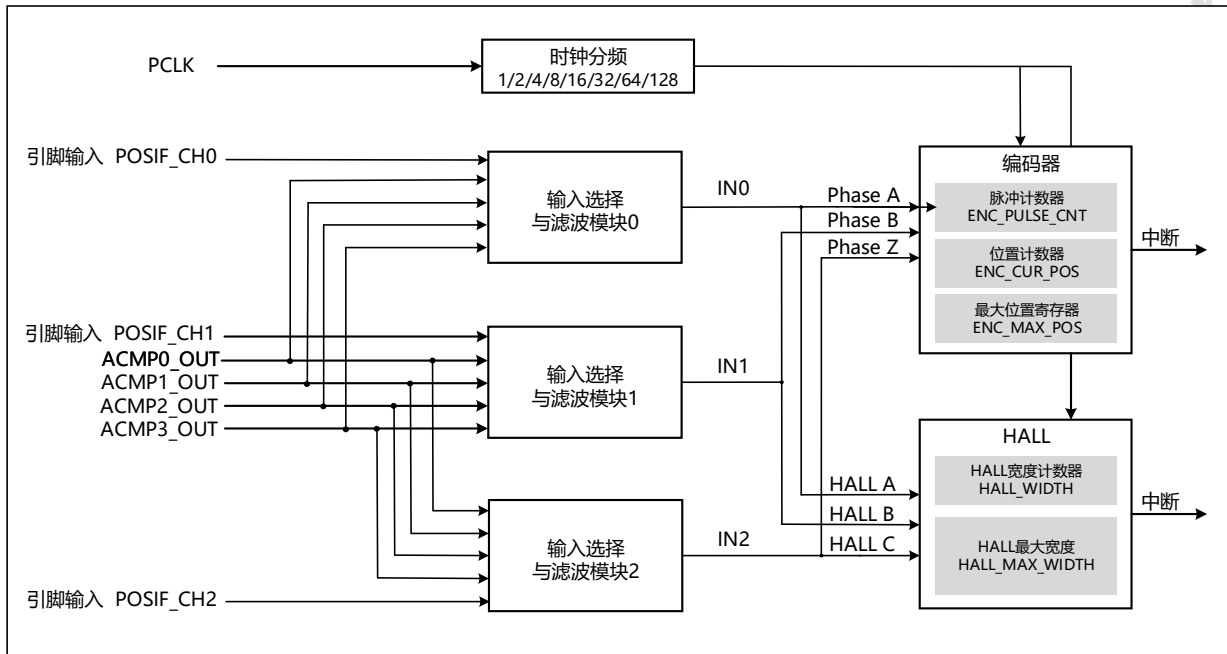 时钟分频
PCLK
1/2/4/8/16/32/64/128
引脚输入 POSIF_CH0
输入选择
与滤波模块0
IN0
Phase A
Phase B
Phase Z
编码器
脉冲计数器
ENC_PULSE_CNT
位置计数器
ENC_CUR_POS
最大位置寄存器
ENC_MAX_POS
中断
引脚输入 POSIF_CH1
ACMP0_OUT
ACMP1_OUT
ACMP2_OUT
ACMP3_OUT
输入选择
与滤波模块1
IN1
HALL
HALL宽度计数器
HALL_WIDTH
HALL A
HALL B
HALL C
HALL最大宽度
HALL_MAX_WIDTH
中断
输入选择
与滤波模块2
IN2
引脚输入 POSIF_CH2